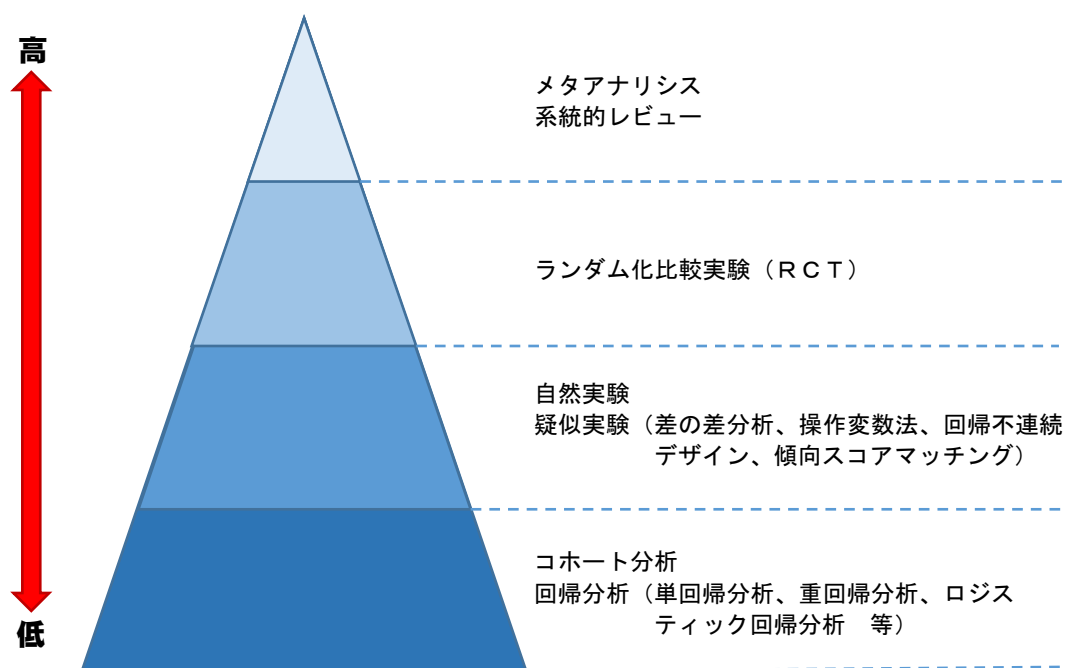 高
メタアナリシス
系統的レビュー
ランダム化比較実験（ＲＣＴ）
自然実験
疑似実験（差の差分析、操作変数法、回帰不連続
デザイン、傾向スコアマッチング）
コホート分析
回帰分析（単回帰分析、重回帰分析、ロジス
ティック回帰分析　等）
低